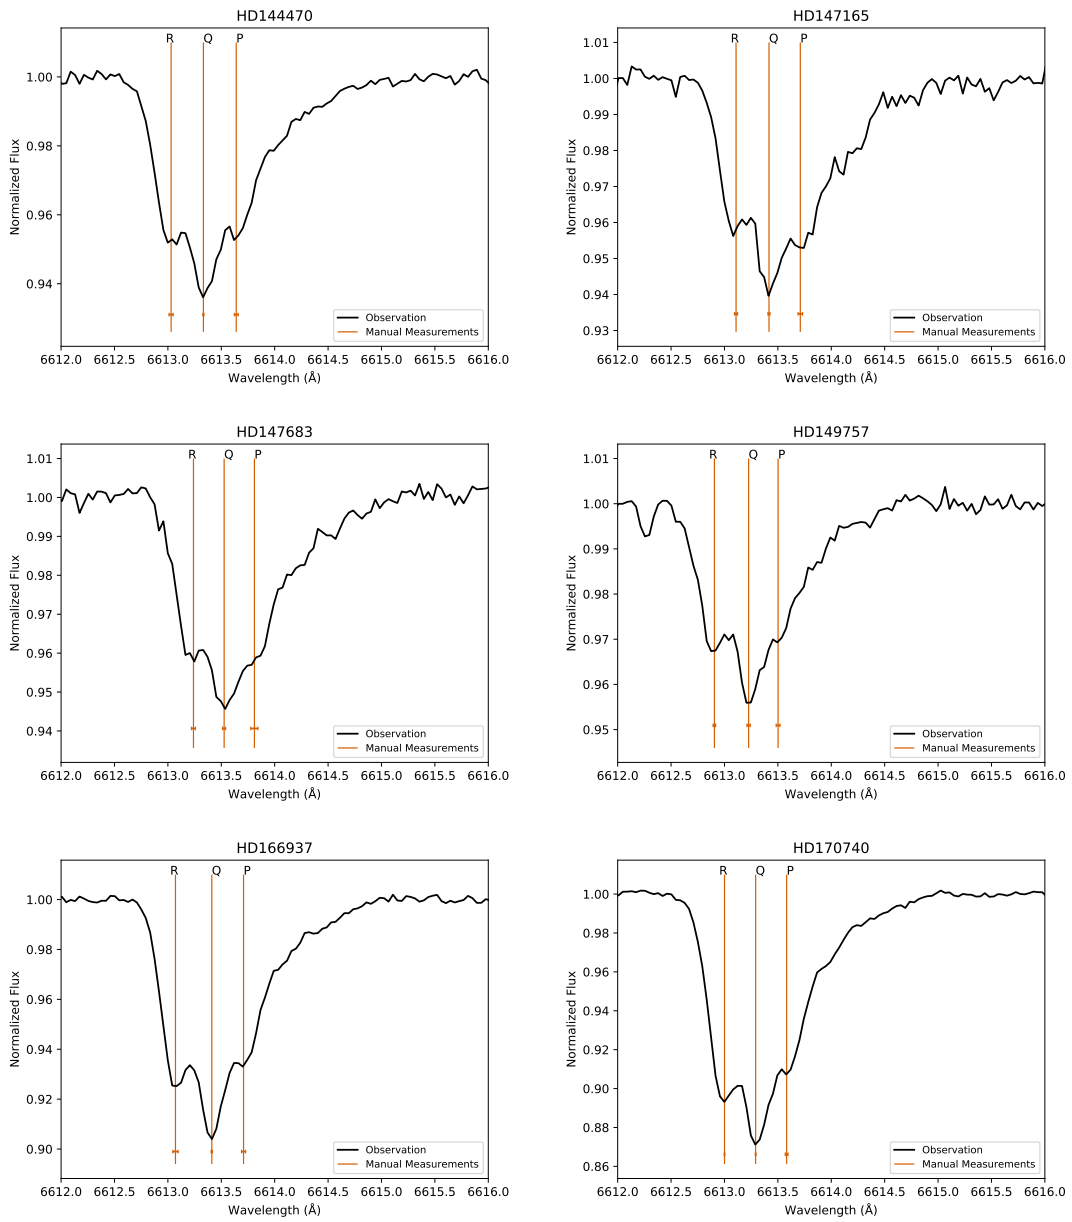 HD144470
R Q P
1.00
0.98
0.96
0.94
Normalized Flux
Observation
Manual Measurements
6612.0 6612.5 6613.0 6613.5 6614.0 6614.5 6615.0 6615.5 6616.0
Wavelength (Å)
HD147165
R Q P
1.01
1.00
0.99
0.98
0.97
0.96
0.95
0.94
0.93
Normalized Flux
Observation
Manual Measurements
6612.0 6612.5 6613.0 6613.5 6614.0 6614.5 6615.0 6615.5 6616.0
Wavelength (Å)
HD147683
R Q P
1.01
1.00
0.99
0.98
0.97
0.96
0.95
0.94
Normalized Flux
Observation
Manual Measurements
6612.0 6612.5 6613.0 6613.5 6614.0 6614.5 6615.0 6615.5 6616.0
Wavelength (Å)
HD149757
R Q P
1.01
1.00
0.99
0.98
0.97
0.96
0.95
Normalized Flux
Observation
Manual Measurements
6612.0 6612.5 6613.0 6613.5 6614.0 6614.5 6615.0 6615.5 6616.0
Wavelength (Å)
HD166937
R Q P
1.00
0.98
0.96
0.94
0.92
0.90
Normalized Flux
Observation
Manual Measurements
6612.0 6612.5 6613.0 6613.5 6614.0 6614.5 6615.0 6615.5 6616.0
Wavelength (Å)
HD170740
R Q P
1.00
0.98
0.96
0.94
0.92
0.90
0.88
0.86
Normalized Flux
Observation
Manual Measurements
6612.0 6612.5 6613.0 6613.5 6614.0 6614.5 6615.0 6615.5 6616.0
Wavelength (Å)